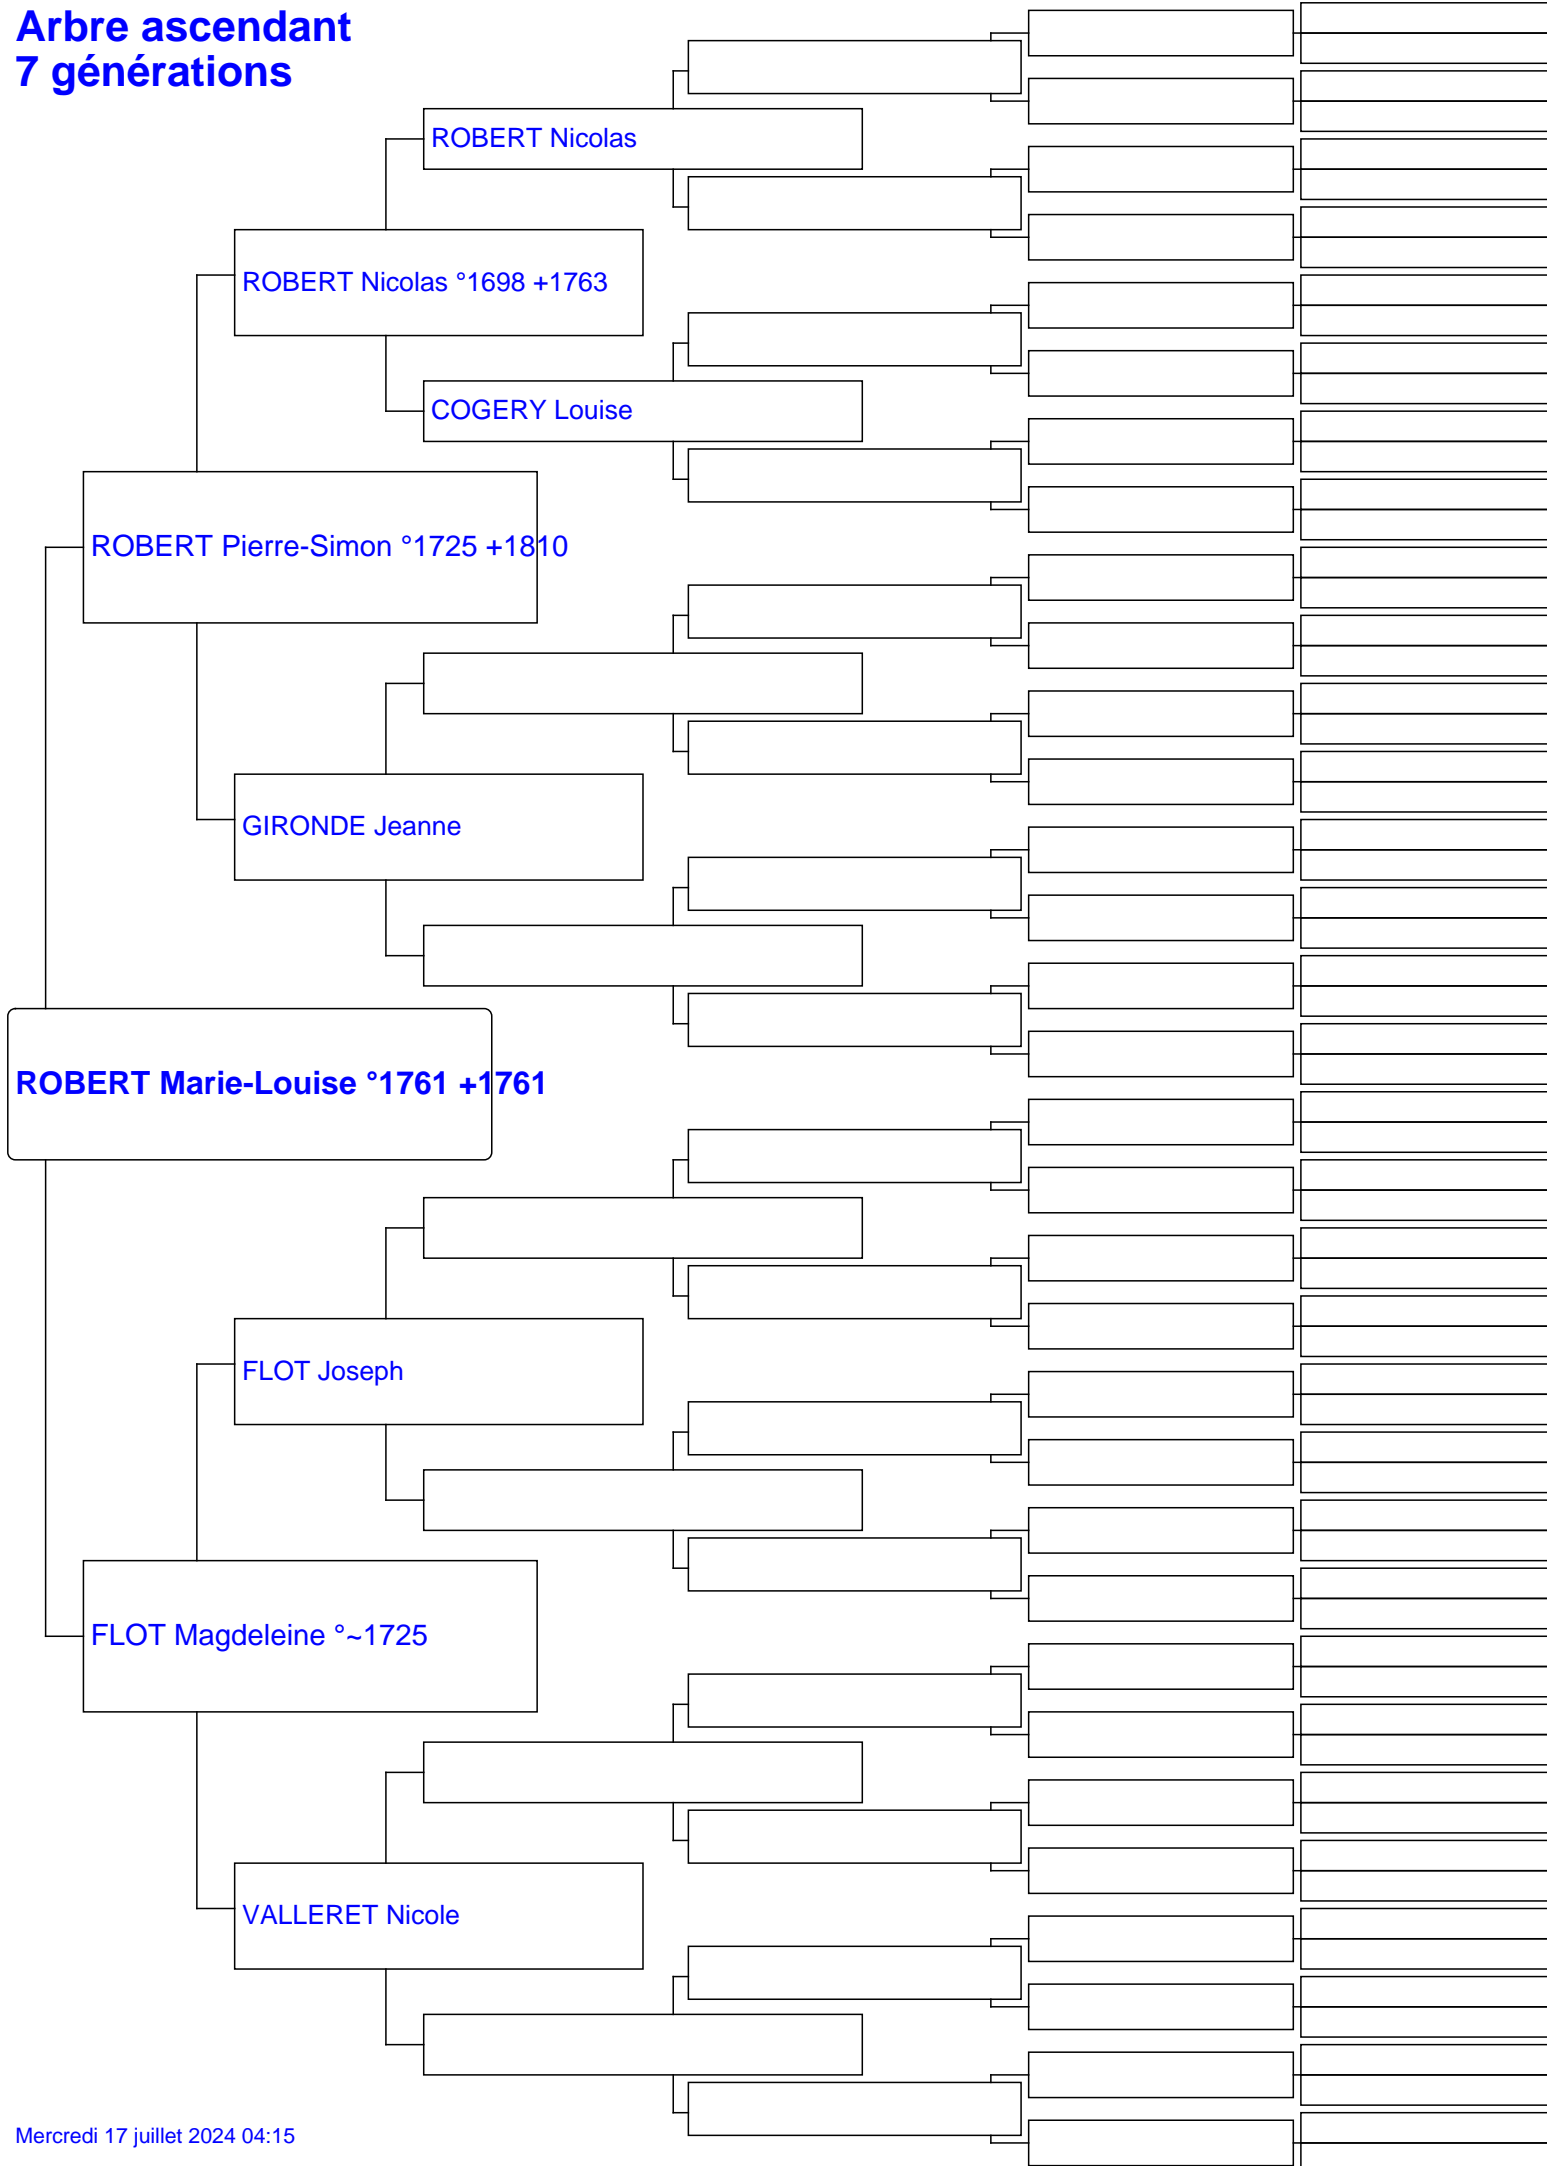 Arbre ascendant
7 générations
ROBERT Nicolas
ROBERT Nicolas °1698 +1763
COGERY Louise
ROBERT Pierre-Simon °1725 +1810
GIRONDE Jeanne
ROBERT Marie-Louise °1761 +1761
FLOT Joseph
FLOT Magdeleine °~1725
VALLERET Nicole
Mercredi 17 juillet 2024 04:15